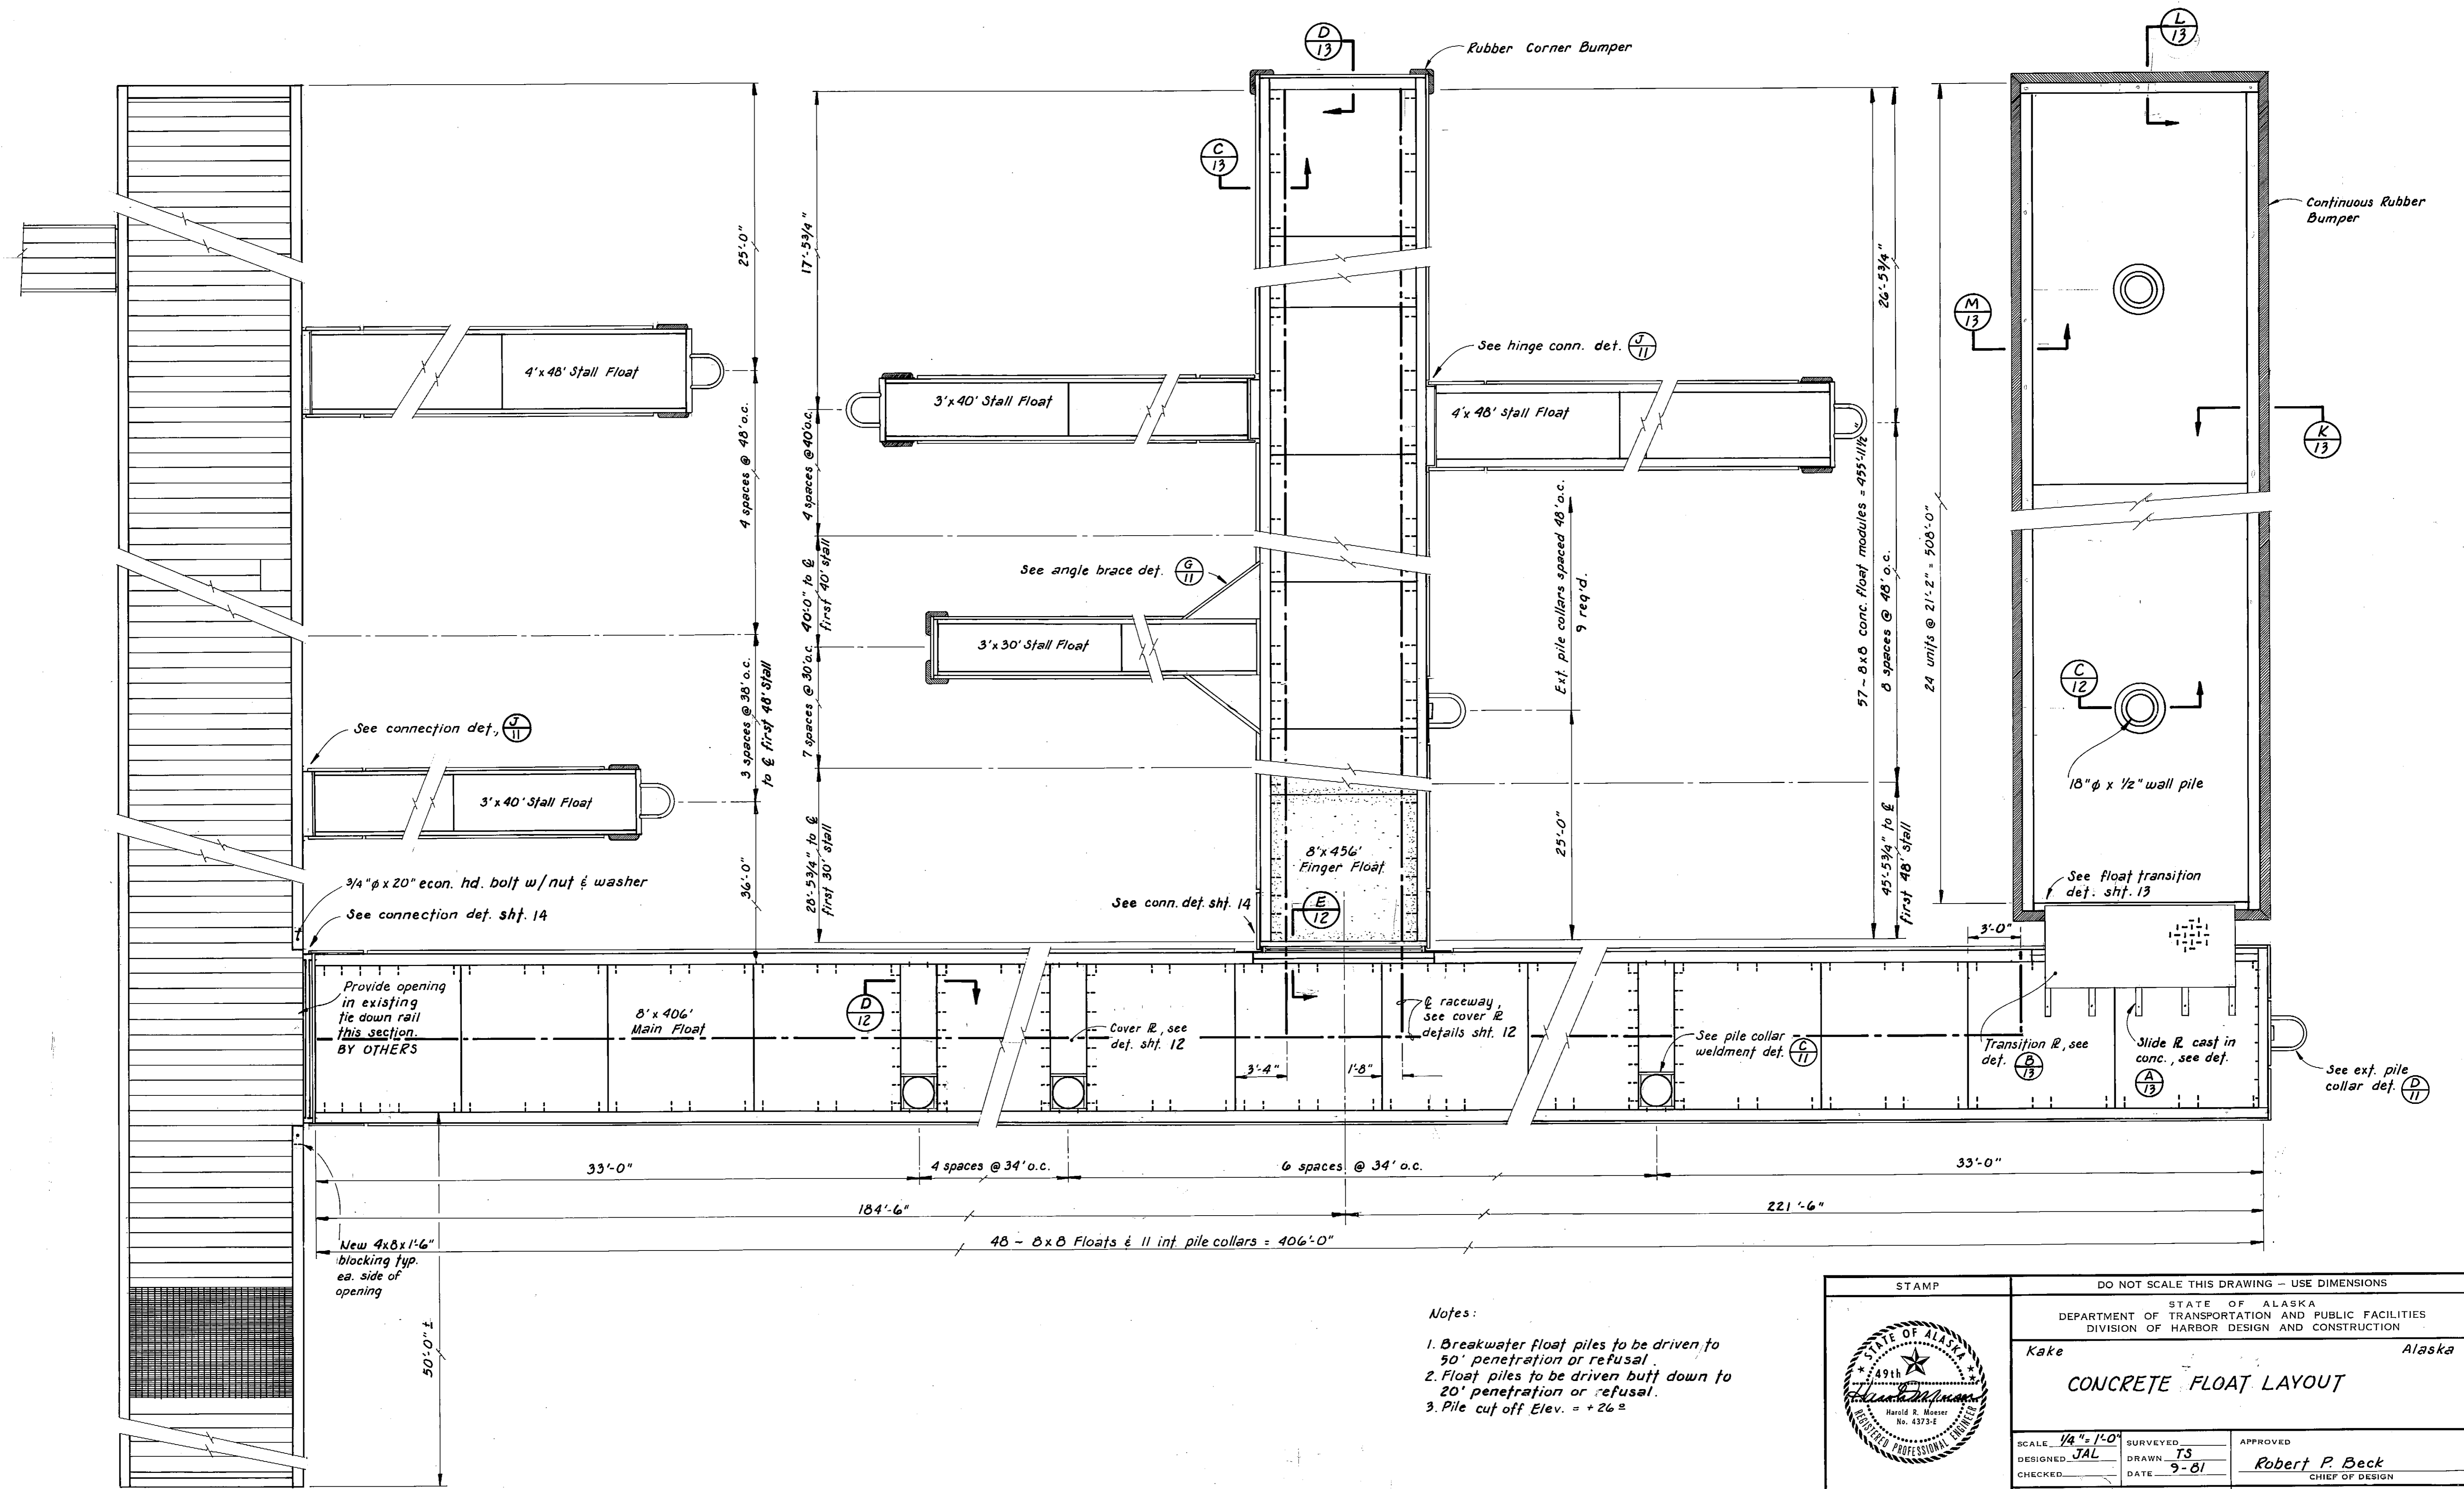 D
13
Rubber Corner Bumper
L
13
C
13
Continuous Rubber
Bumper
25'-0"
17'-5 3/4"
26'-5 3/4"
M
13
See hinge conn. det. J
11
4'x48' Stall Float
3'x40' Stall Float
4'x48' Stall Float
K
13
4 spaces @ 48' o.c.
4 spaces @ 40' o.c.
57 - 8x8 conc. float modules = 455'-11 1/2"
24 units @ 21'-2" = 508'-0"
8 spaces @ 48' o.c.
Ext. pile collars spaced 48' o.c.
9 req'd.
See angle brace det. G
11
40'-0" to ℄
first 40' stall
3'x30' Stall Float
7 spaces @ 30' o.c.
3 spaces @ 38' o.c.
to ℄ first 48' stall
C
12
See connection det., J
11
3'x40' Stall Float
18"φ x 1/2" wall pile
36'-0"
28'-5 3/4" to ℄
first 30' stall
25'-0"
45'-5 3/4" to ℄
first 48' stall
8'x456'
Finger Float
3/4"φ x 20" econ. hd. bolt w/nut & washer
See connection det. sht. 14
See conn. det. sht. 14
E
12
See float transition
det. sht. 13
3'-0"
Provide opening
in existing
tie down rail
this section.
BY OTHERS
8' x 406'
Main Float
D
12
Cover ℞, see
det. sht. 12
℄ raceway,
see cover ℞
details sht. 12
3'-4"
1'-8"
See pile collar
weldment det. C
11
Transition ℞, see
det. B
13
Slide ℞ cast in
conc., see det.
A
13
See ext. pile
collar det. D
11
33'-0"
4 spaces @ 34' o.c.
6 spaces @ 34' o.c.
33'-0"
184'-6"
221'-6"
48 - 8x8 Floats & 11 int. pile collars = 406'-0"
New 4x8x1'-6"
blocking typ.
ea. side of
opening
50'-0" ±
Notes:
1. Breakwater float piles to be driven to
50' penetration or refusal.
2. Float piles to be driven butt down to
20' penetration or refusal.
3. Pile cut off Elev. = +26º
STAMP
STATE OF ALASKA
49th
Harold R. Moeser
No. 4373-E
REGISTERED PROFESSIONAL ENGINEER
DO NOT SCALE THIS DRAWING – USE DIMENSIONS
STATE OF ALASKA
DEPARTMENT OF TRANSPORTATION AND PUBLIC FACILITIES
DIVISION OF HARBOR DESIGN AND CONSTRUCTION
Kake Alaska
CONCRETE FLOAT LAYOUT
SCALE 1/4" = 1'-0"
DESIGNED JAL
CHECKED
SURVEYED
DRAWN TS
DATE 9-81
APPROVED
Robert P. Beck
CHIEF OF DESIGN